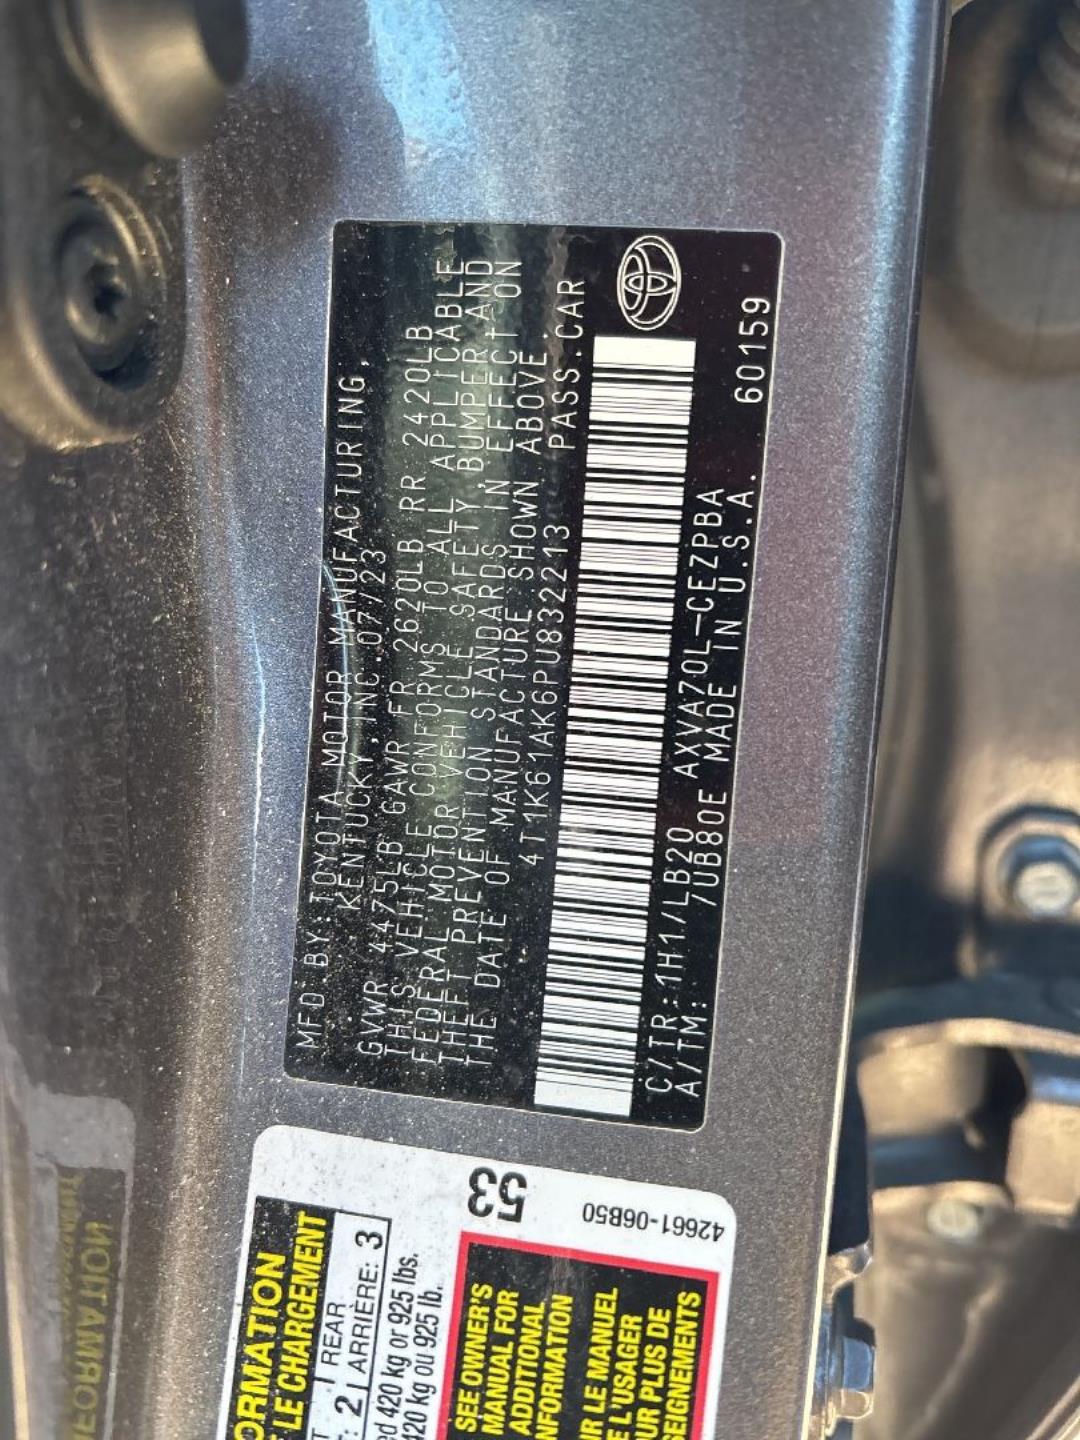 MFD BY:TOYOTA MOTOR MANUFACTURING,
KENTUCKY,INC.07/23
GVWR 4475LB GAWR FR 2620LB RR 2420LB
THIS VEHICLE CONFORMS TO ALL APPLICABLE
FEDERAL MOTOR VEHICLE SAFETY,BUMPER AND
THEFT PREVENTION STANDARDS IN EFFECT ON
THE DATE OF MANUFACTURE SHOWN ABOVE.
4T1K61AK6PU832213 PASS.CAR
C/TR:1H1/LB20 AXVA70L-CEZPBA
A/TM: 7UB80E MADE IN U.S.A. 60159
53
42661-06B50
REAR
2 ARRIÈRE: 3
420 kg or 925 lbs.
420 kg ou 925 lb.
LE CHARGEMENT
SEE OWNER'S
MANUAL FOR
ADDITIONAL
LE MANUEL
L'USAGER
PLUS DE